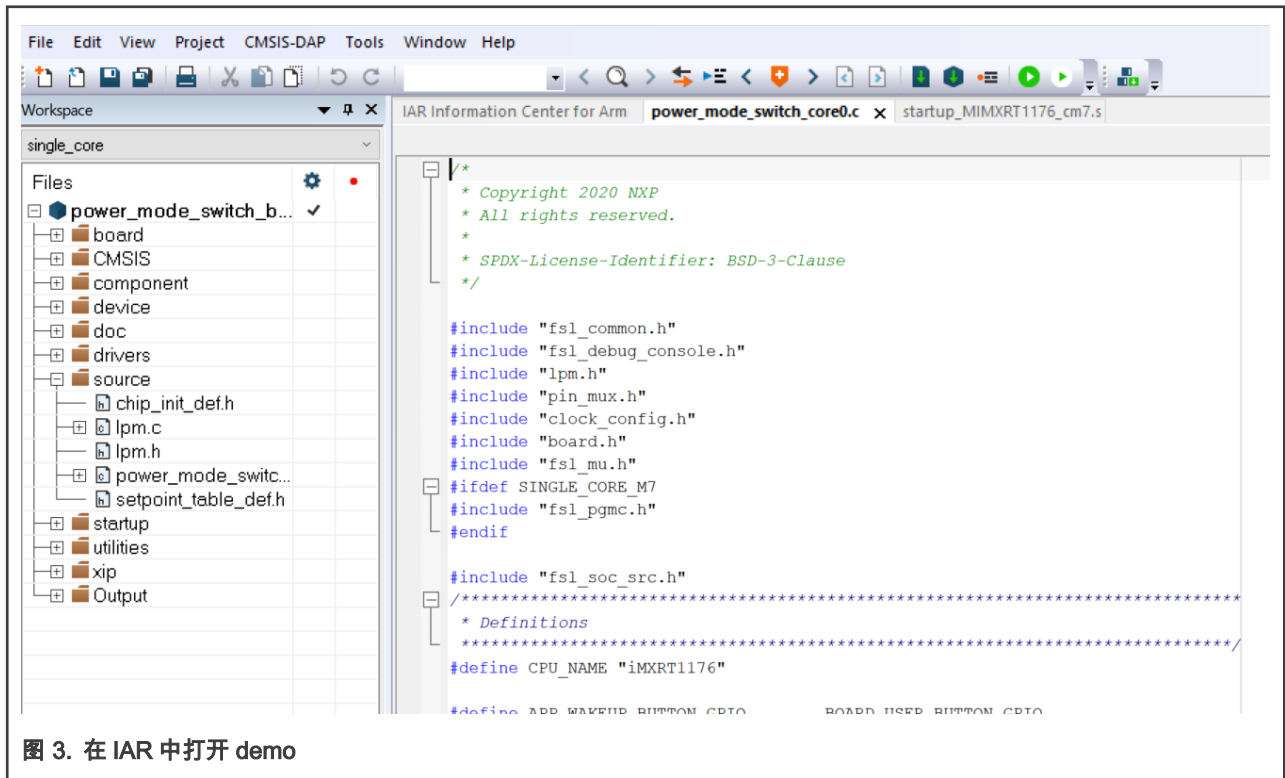 File Edit View Project CMSIS-DAP Tools Window Help
Workspace
IAR Information Center for Arm power_mode_switch_core0.c startup_MIMXRT1176_cm7.s
single_core
Files
power_mode_switch_b...
board
CMSIS
component
device
doc
drivers
source
chip_init_def.h
lpm.c
lpm.h
power_mode_switc...
setpoint_table_def.h
startup
utilities
xip
Output
/*
* Copyright 2020 NXP
* All rights reserved.
*
* SPDX-License-Identifier: BSD-3-Clause
*/
#include "fsl_common.h"
#include "fsl_debug_console.h"
#include "lpm.h"
#include "pin_mux.h"
#include "clock_config.h"
#include "board.h"
#include "fsl_mu.h"
#ifdef SINGLE_CORE_M7
#include "fsl_pgmc.h"
#endif
#include "fsl_soc_src.h"
/*******************************************************************************
* Definitions
******************************************************************************/
#define CPU_NAME "iMXRT1176"
#define APP_WAKEUP_BUTTON_GPIO BOARD_USER_BUTTON_GPIO
图 3. 在 IAR 中打开 demo